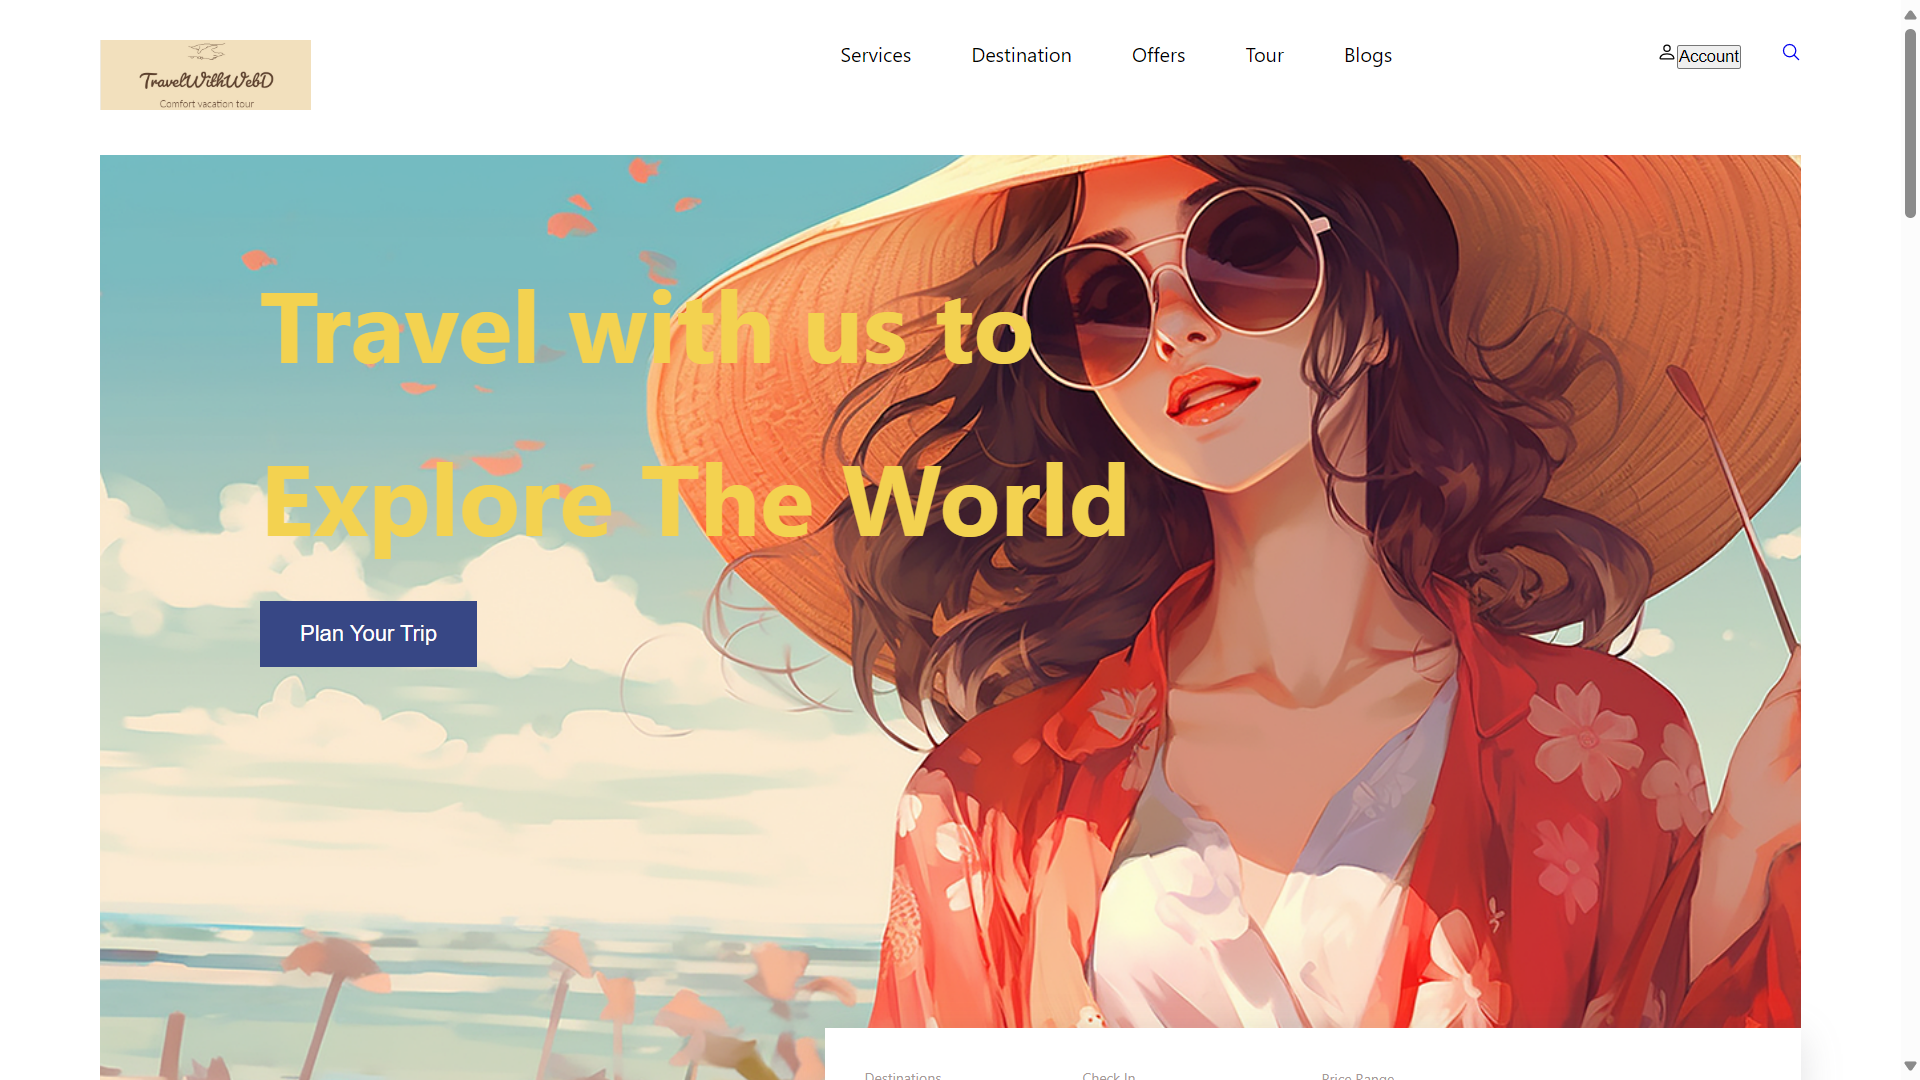 TravelWithWebD
Comfort vacation tour
Services
Destination
Offers
Tour
Blogs
Account
Travel with us to
Explore The World
Plan Your Trip
Destinations
Check In
Price Range